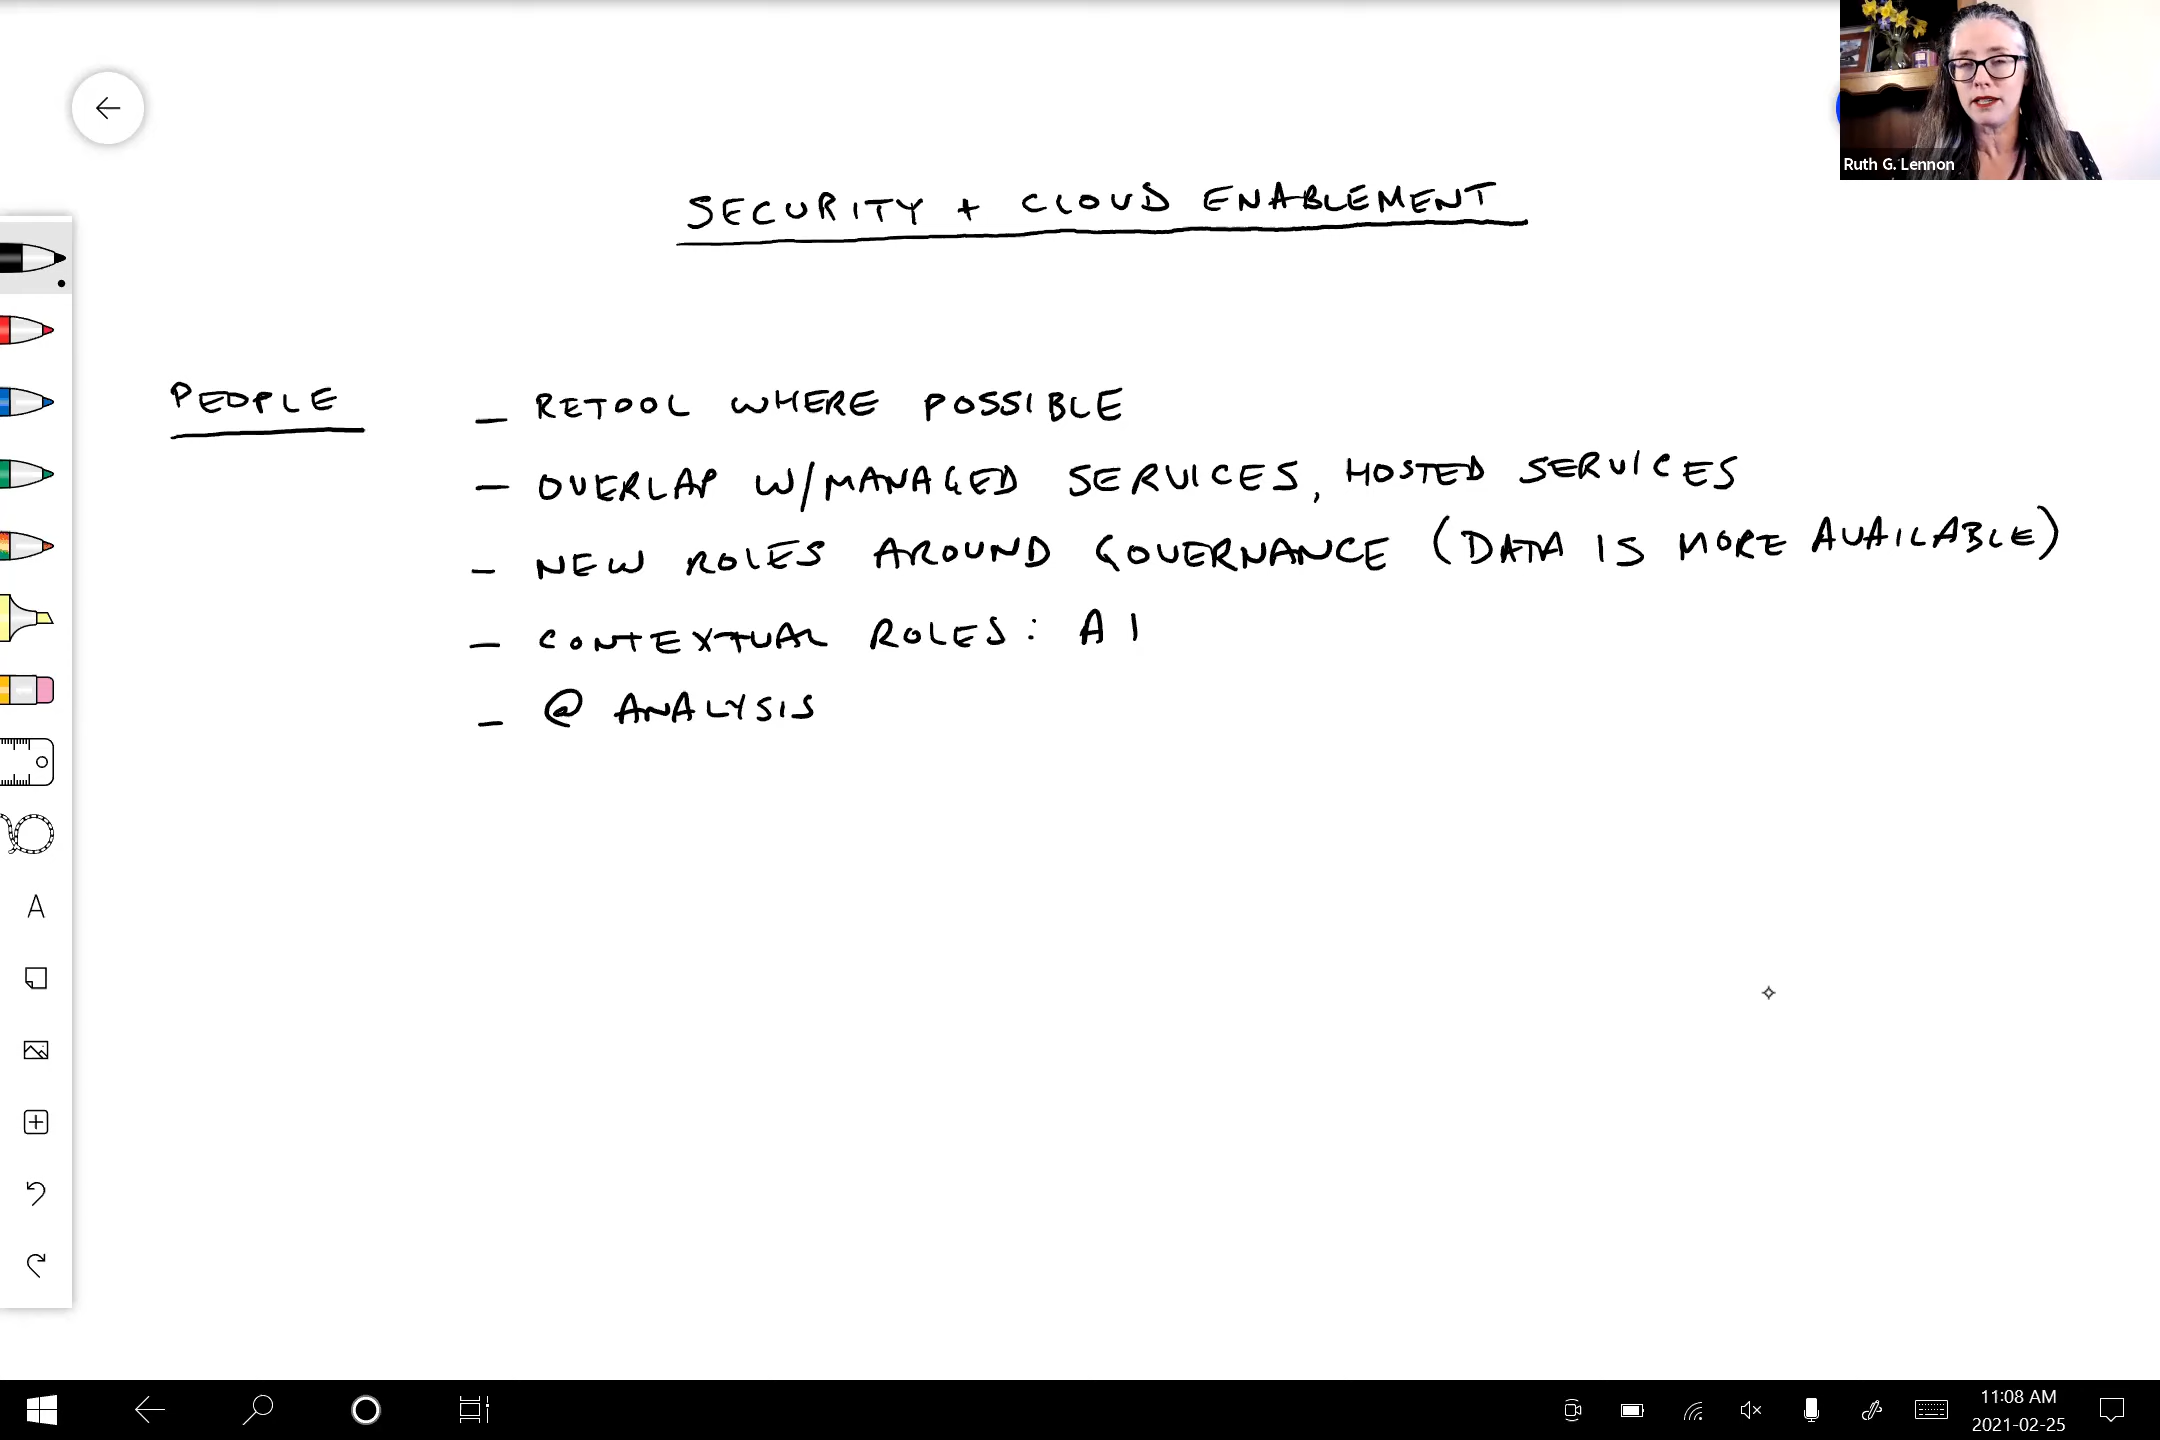 Ruth G. Lennon
SECURITY + CLOUD ENABLEMENT
PEOPLE
- RETOOL WHERE POSSIBLE
- OVERLAP W/MANAGED SERVICES, HOSTED SERVICES
- NEW ROLES AROUND GOVERNANCE (DATA IS MORE AVAILABLE)
- CONTEXTUAL ROLES: AI
- @ ANALYSIS
A
11:08 AM
2021-02-25